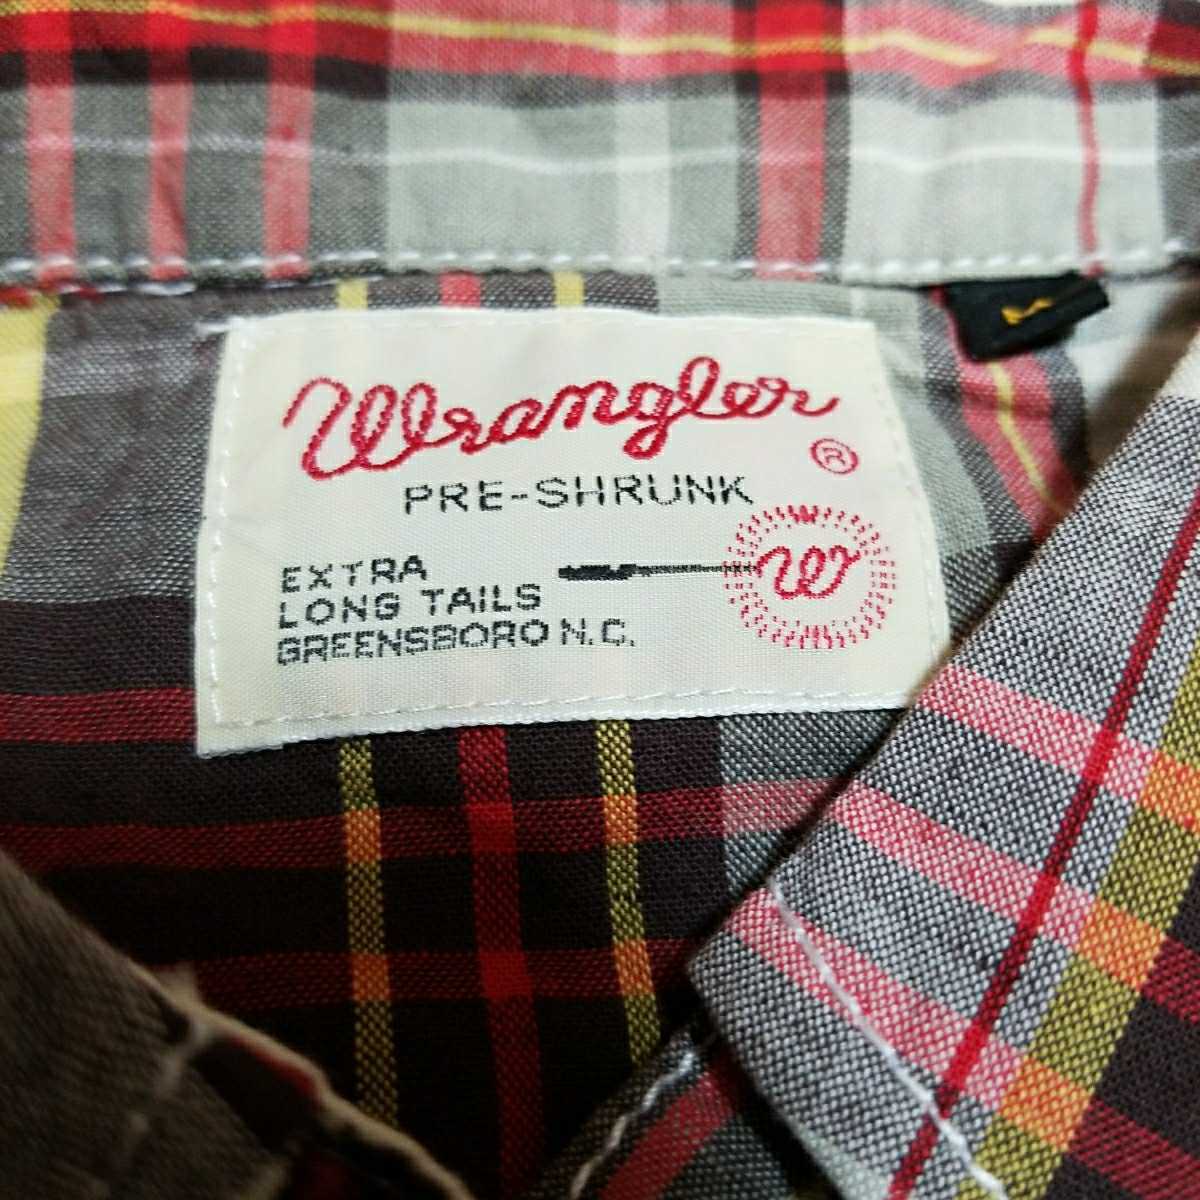 Wrangler ®
PRE-SHRUNK
EXTRA
LONG TAILS
GREENSBORO N.C.
W